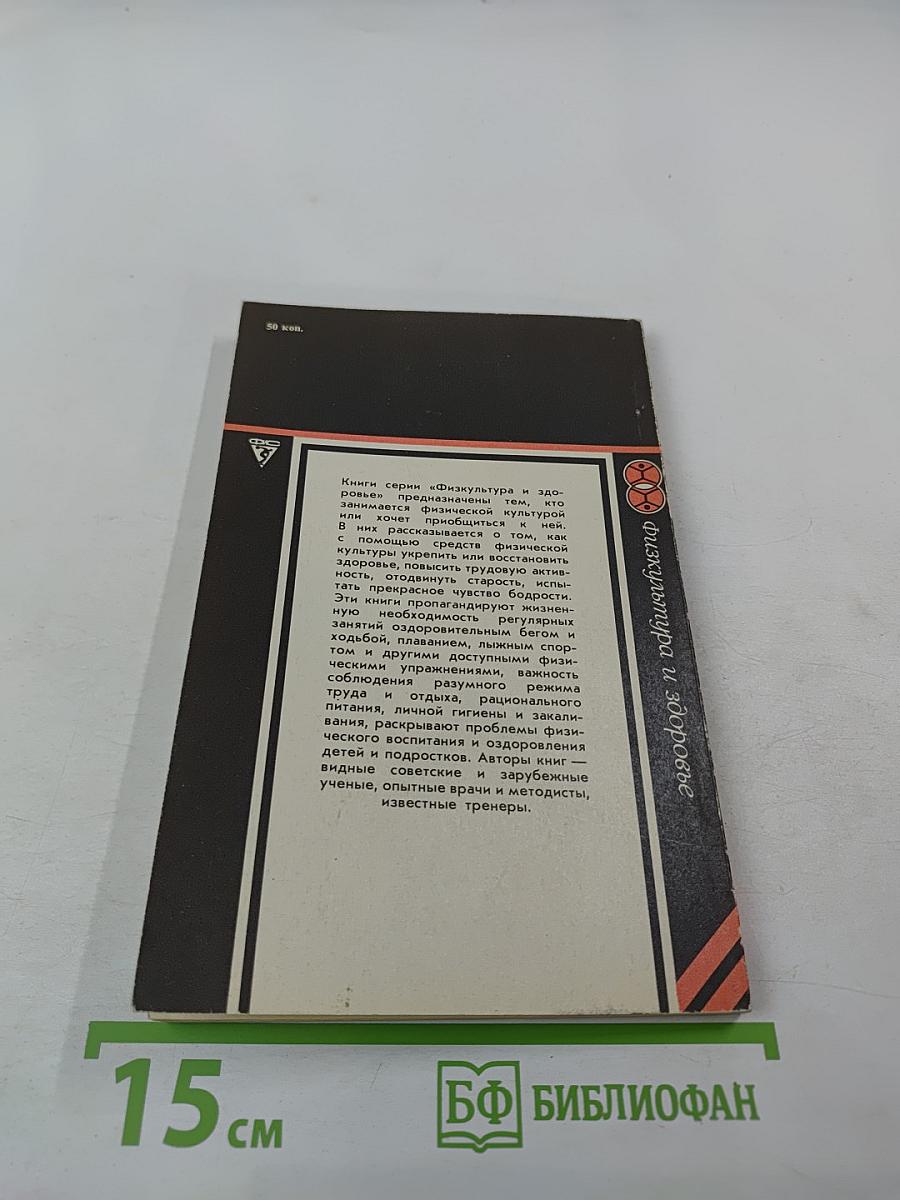 50 коп.
ФС
Книги серии «Физкультура и здо-
ровье» предназначены тем, кто
занимается физической культурой
или хочет приобщиться к ней.
В них рассказывается о том, как
с помощью средств физической
культуры укрепить или восстановить
здоровье, повысить трудовую актив-
ность, отодвинуть старость, испы-
тать прекрасное чувство бодрости.
Эти книги пропагандируют жизнен-
ную необходимость регулярных
занятий оздоровительным бегом и
ходьбой, плаванием, лыжным спор-
том и другими доступными физи-
ческими упражнениями, важность
соблюдения разумного режима
труда и отдыха, рационального
питания, личной гигиены и закали-
вания, раскрывают проблемы физи-
ческого воспитания и оздоровления
детей и подростков. Авторы книг —
видные советские и зарубежные
ученые, опытные врачи и методисты,
известные тренеры.
Физкультура и здоровье
15 см
БФ БИБЛИОФАН